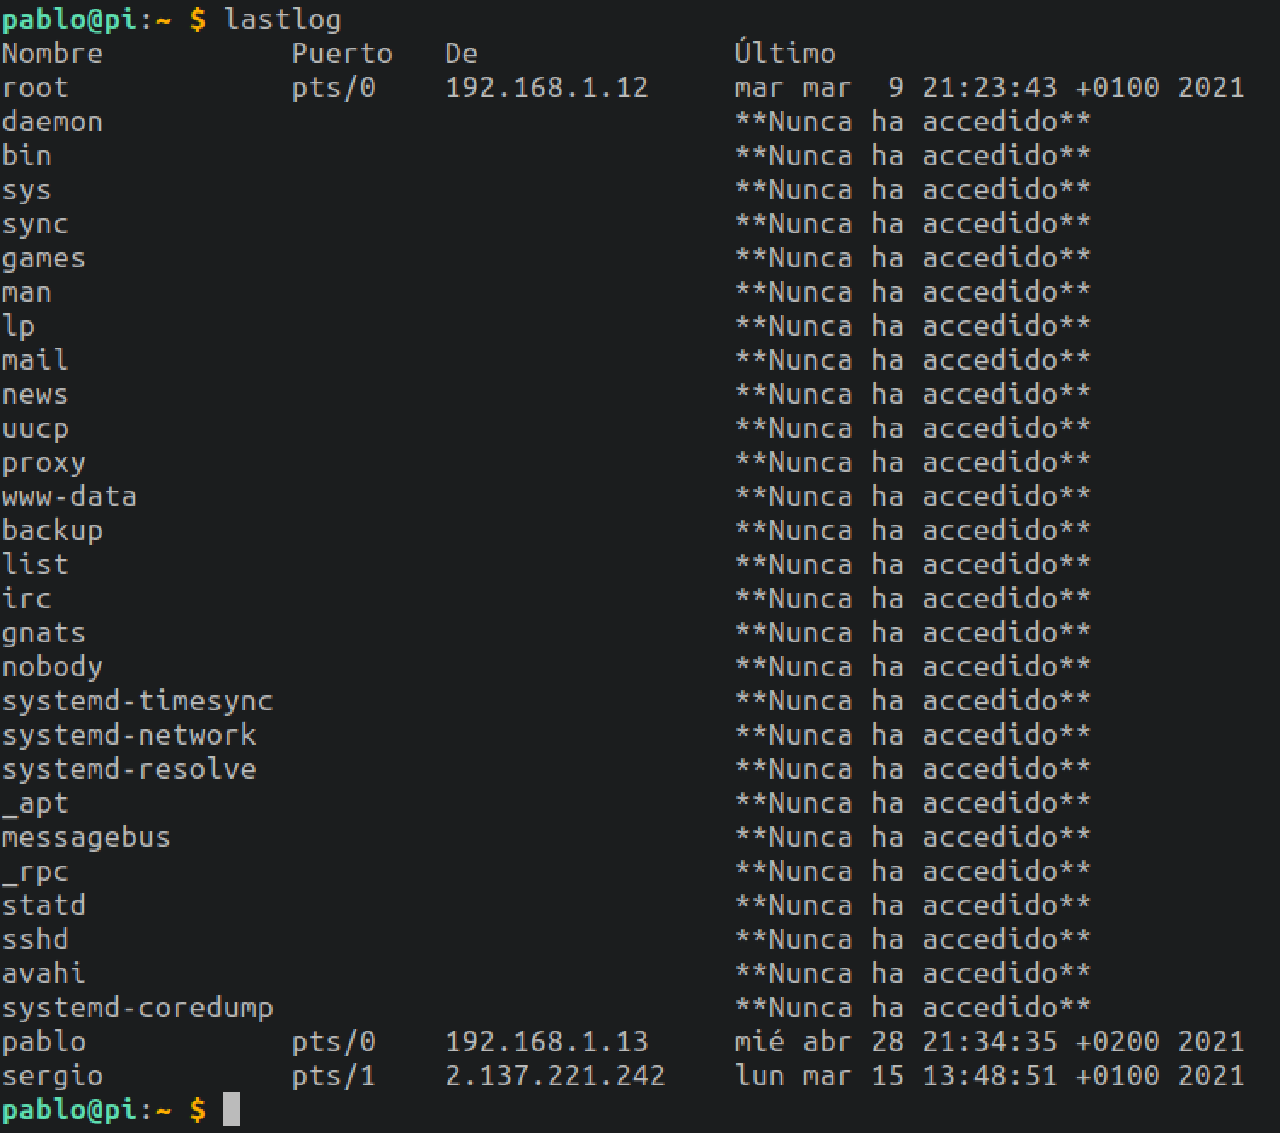 pablo@pi:~ $ lastlog
Nombre           Puerto   De               Último
root             pts/0    192.168.1.12     mar mar  9 21:23:43 +0100 2021
daemon                                     **Nunca ha accedido**
bin                                        **Nunca ha accedido**
sys                                        **Nunca ha accedido**
sync                                       **Nunca ha accedido**
games                                      **Nunca ha accedido**
man                                        **Nunca ha accedido**
lp                                         **Nunca ha accedido**
mail                                       **Nunca ha accedido**
news                                       **Nunca ha accedido**
uucp                                       **Nunca ha accedido**
proxy                                      **Nunca ha accedido**
www-data                                   **Nunca ha accedido**
backup                                     **Nunca ha accedido**
list                                       **Nunca ha accedido**
irc                                        **Nunca ha accedido**
gnats                                      **Nunca ha accedido**
nobody                                     **Nunca ha accedido**
systemd-timesync                           **Nunca ha accedido**
systemd-network                            **Nunca ha accedido**
systemd-resolve                            **Nunca ha accedido**
_apt                                       **Nunca ha accedido**
messagebus                                 **Nunca ha accedido**
_rpc                                       **Nunca ha accedido**
statd                                      **Nunca ha accedido**
sshd                                       **Nunca ha accedido**
avahi                                      **Nunca ha accedido**
systemd-coredump                           **Nunca ha accedido**
pablo            pts/0    192.168.1.13     mié abr 28 21:34:35 +0200 2021
sergio           pts/1    2.137.221.242    lun mar 15 13:48:51 +0100 2021
pablo@pi:~ $